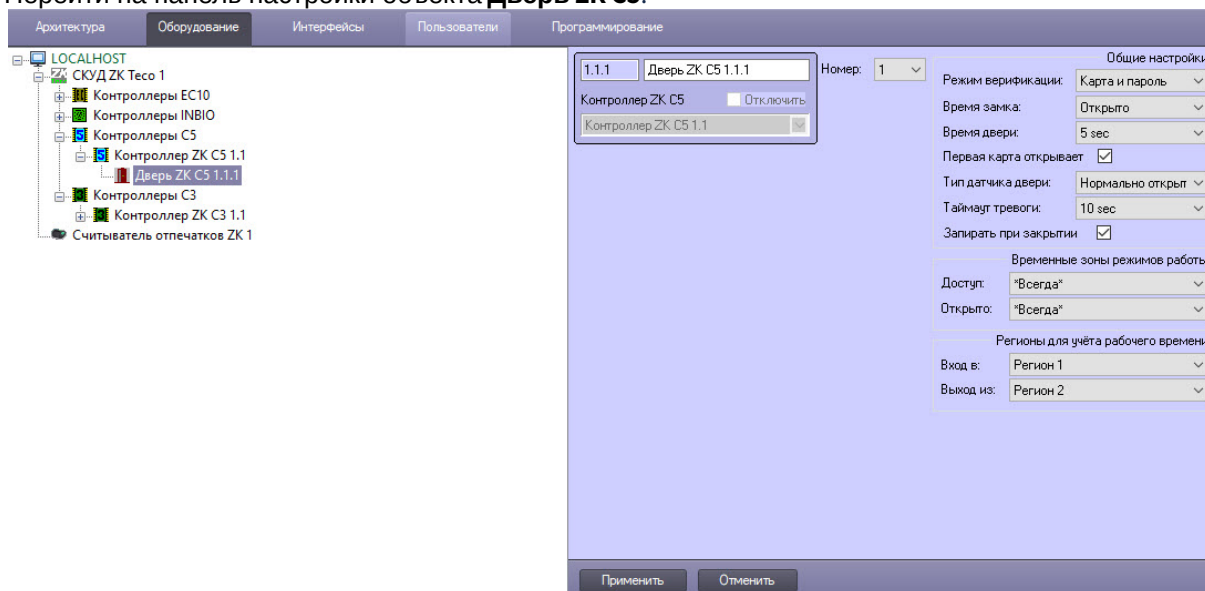 Перейти на панель настройки объекта Дверь ZK C5.
Архитектура Оборудование Интерфейсы Пользователи Программирование
LOCALHOST
СКУД ZK Teco 1
Контроллеры EC10
Контроллеры INBIO
Контроллеры C5
Контроллер ZK C5 1.1
Дверь ZK C5 1.1.1
Контроллеры C3
Контроллер ZK C3 1.1
Считыватель отпечатков ZK 1
1.1.1 Дверь ZK C5 1.1.1 Номер: 1
Контроллер ZK C5 Отключить
Контроллер ZK C5 1.1
Общие настройки
Режим верификации: Карта и пароль
Время замка: Открыто
Время двери: 5 sec
Первая карта открывает
Тип датчика двери: Нормально открыт
Таймаут тревоги: 10 sec
Запирать при закрытии
Временные зоны режимов работы
Доступ: *Всегда*
Открыто: *Всегда*
Регионы для учёта рабочего времени
Вход в: Регион 1
Выход из: Регион 2
Применить Отменить